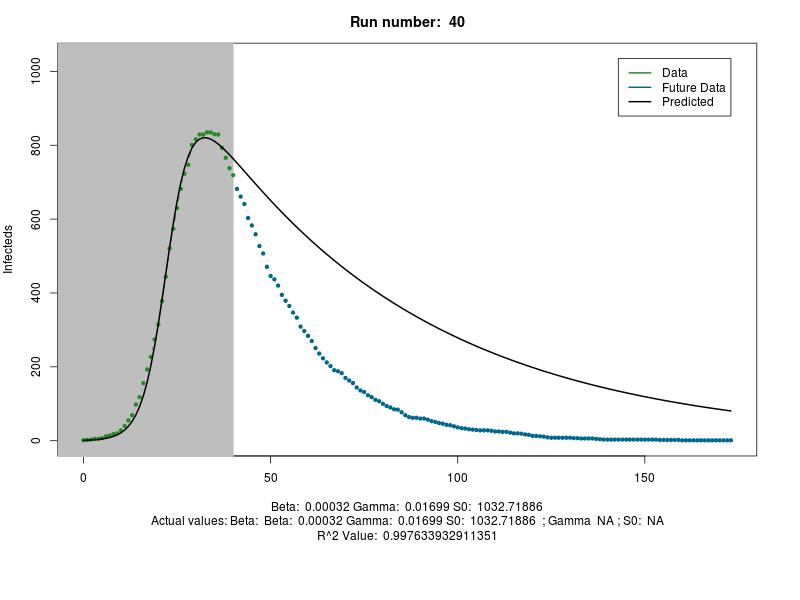 Run number: 40
1000
800
600
400
200
0
Infecteds
Data
Future Data
Predicted
0 50 100 150
Beta: 0.00032 Gamma: 0.01699 S0: 1032.71886
Actual values: Beta: Beta: 0.00032 Gamma: 0.01699 S0: 1032.71886 ; Gamma NA ; S0: NA
R^2 Value: 0.997633932911351